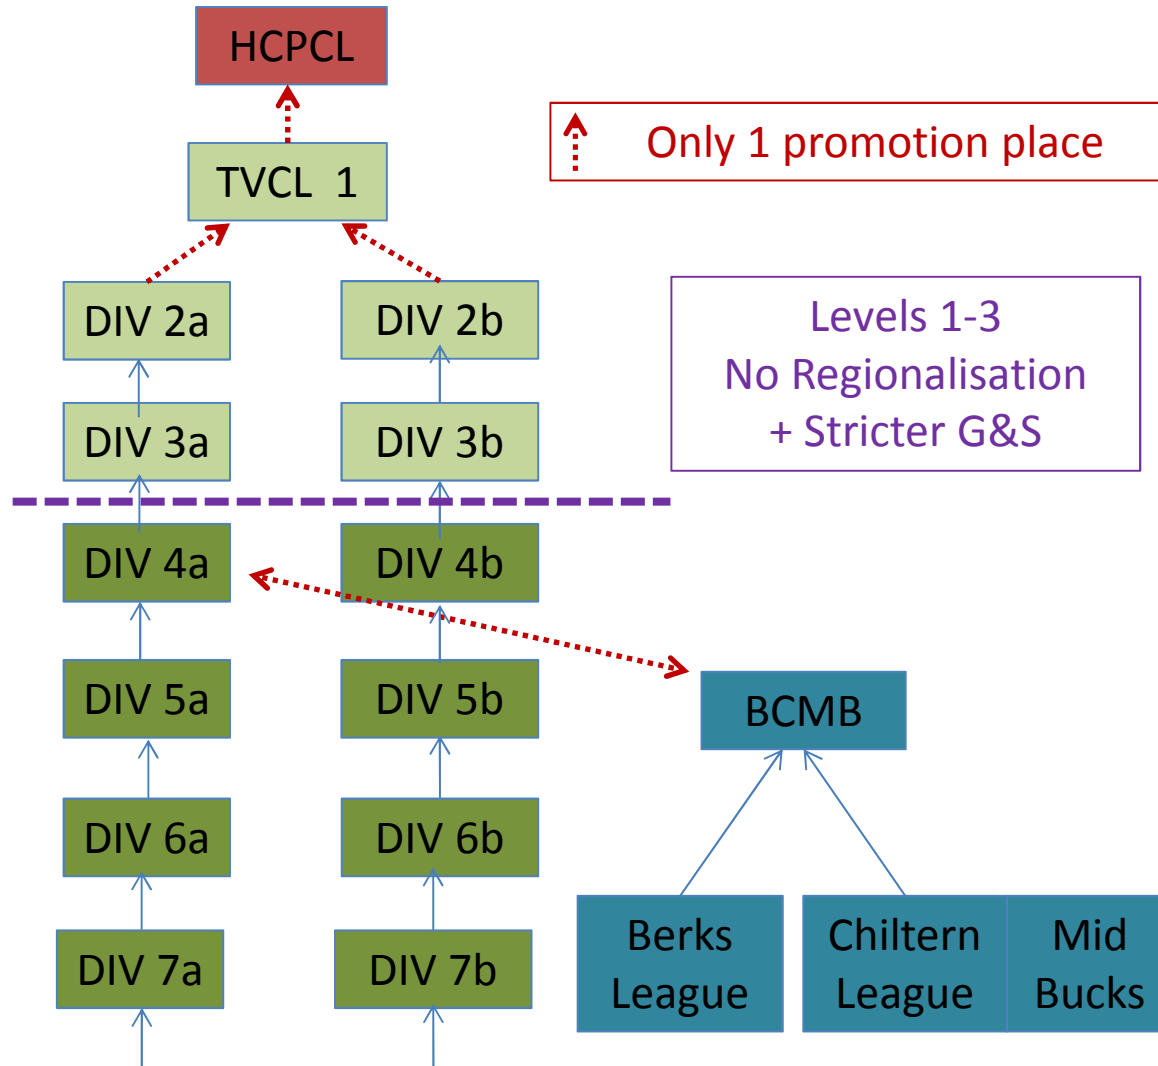 HCPCL
Only 1 promotion place
TVCL 1
DIV 2a
DIV 2b
Levels 1-3
No Regionalisation
+ Stricter G&S
DIV 3a
DIV 3b
DIV 4a
DIV 4b
DIV 5a
DIV 5b
BCMB
DIV 6a
DIV 6b
DIV 7a
DIV 7b
Berks
League
Chiltern
League
Mid
Bucks